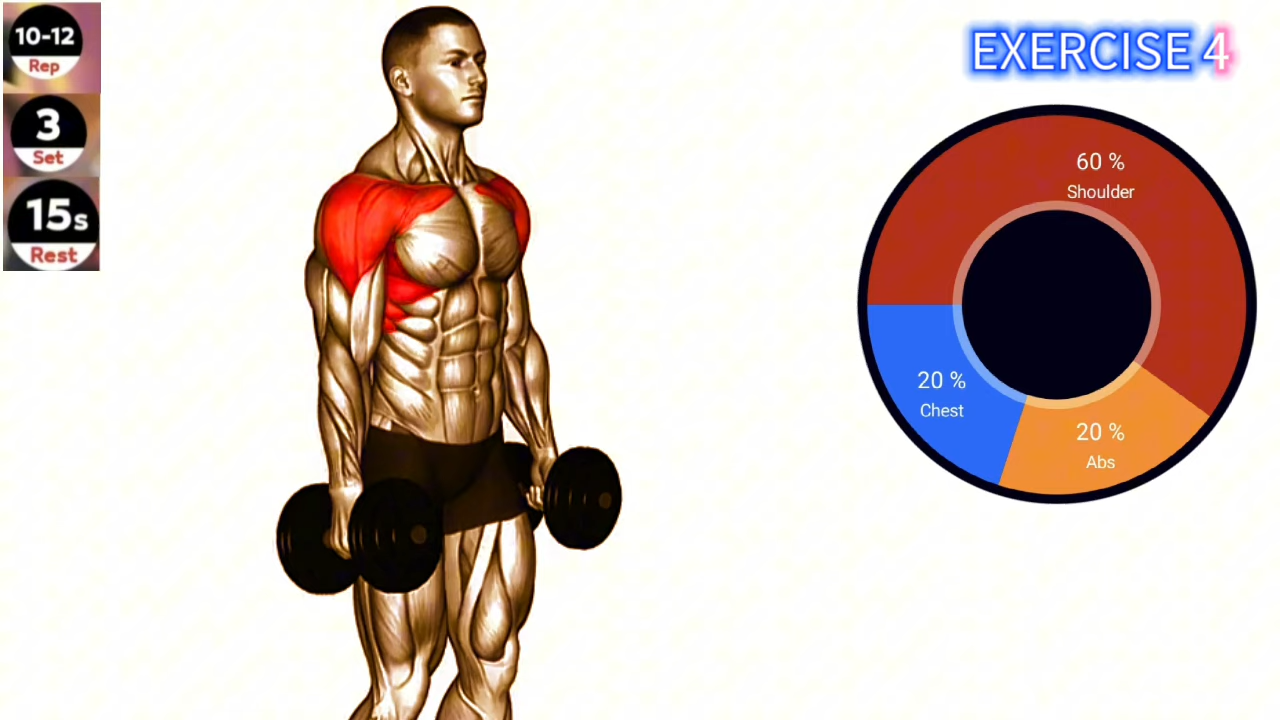 10-12
Rep
3
Set
15s
Rest
EXERCISE 4
60 %
Shoulder
20 %
Chest
20 %
Abs